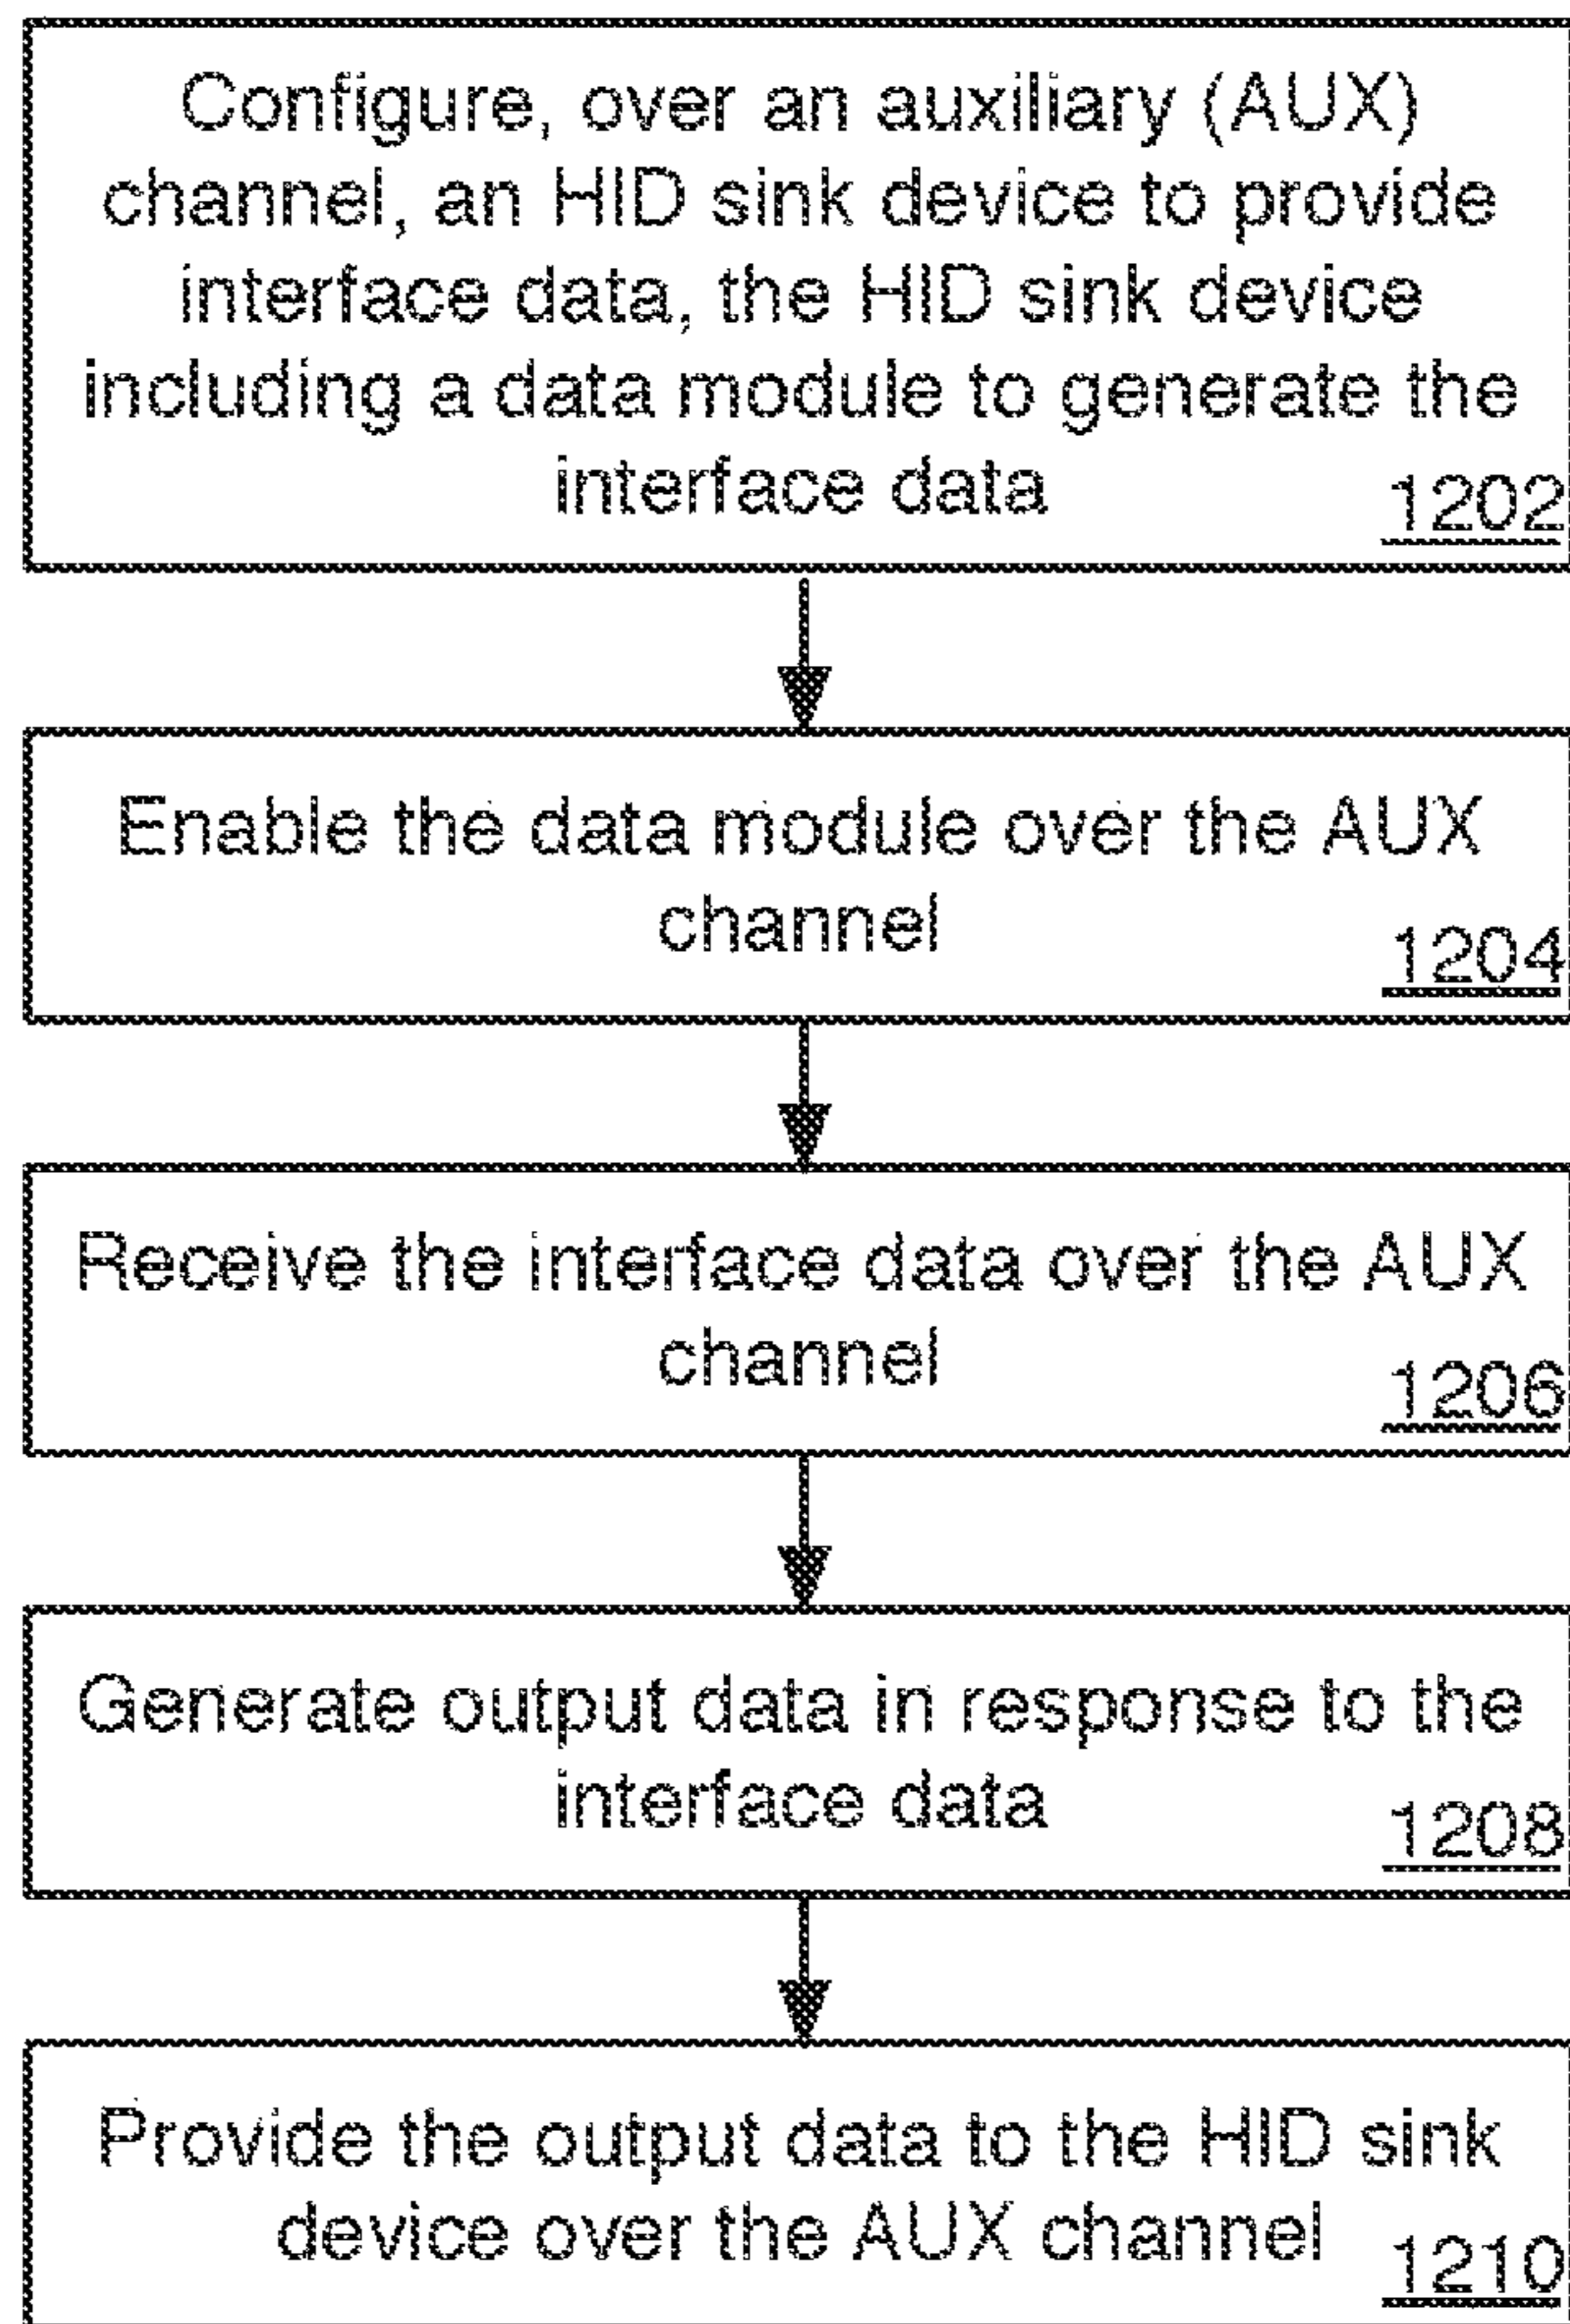 Configure, over an auxiliary (AUX)
channel, an HID sink device to provide
interface data, the HID sink device
including a data module to generate the
interface data
1202
Enable the data module over the AUX
channel
1204
Receive the interface data over the AUX
channel
1206
Generate output data in response to the
interface data
1208
Provide the output data to the HID sink
device over the AUX channel
1210